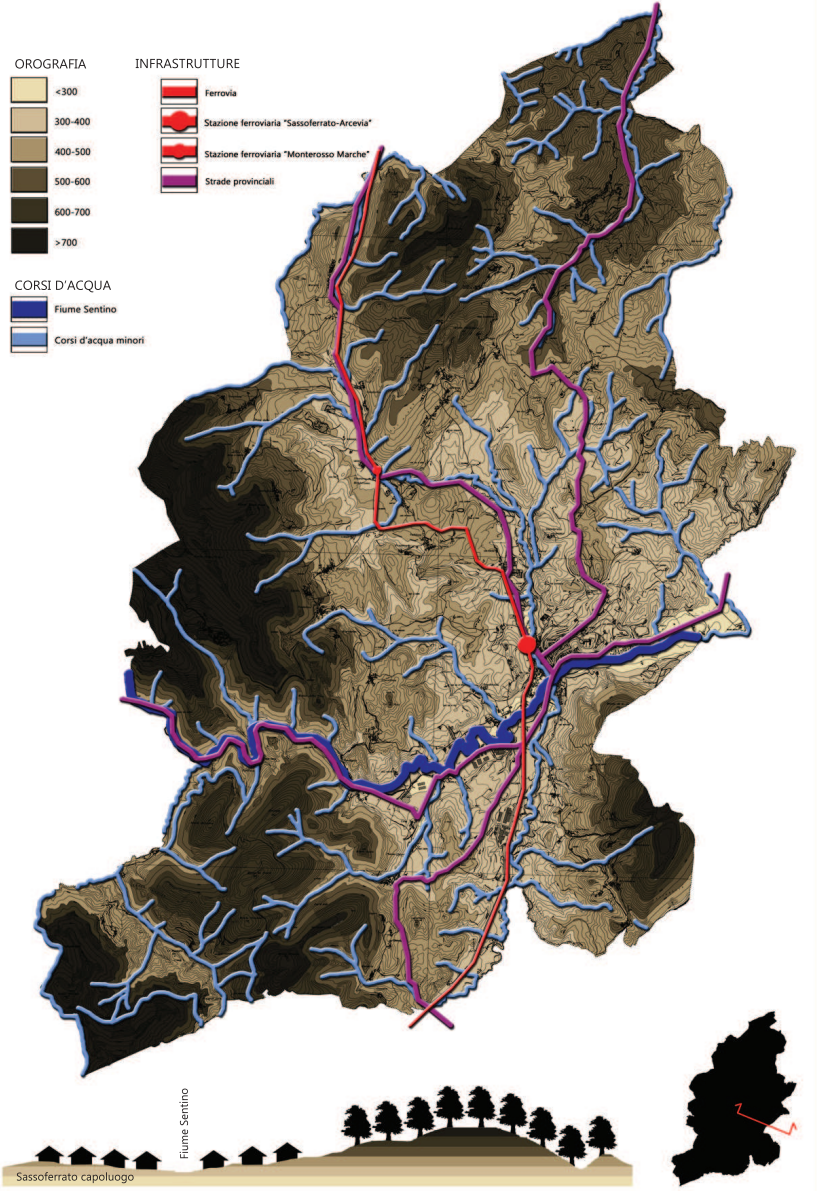 OROGRAFIA
<300
300-400
400-500
500-600
600-700
>700
CORSI D'ACQUA
Fiume Sentino
Corsi d'acqua minori
INFRASTRUTTURE
Ferrovia
Stazione ferroviaria "Sassoferrato-Arcevia"
Stazione ferroviaria "Monterosso Marche"
Strade provinciali
Fiume Sentino
Sassoferrato capoluogo